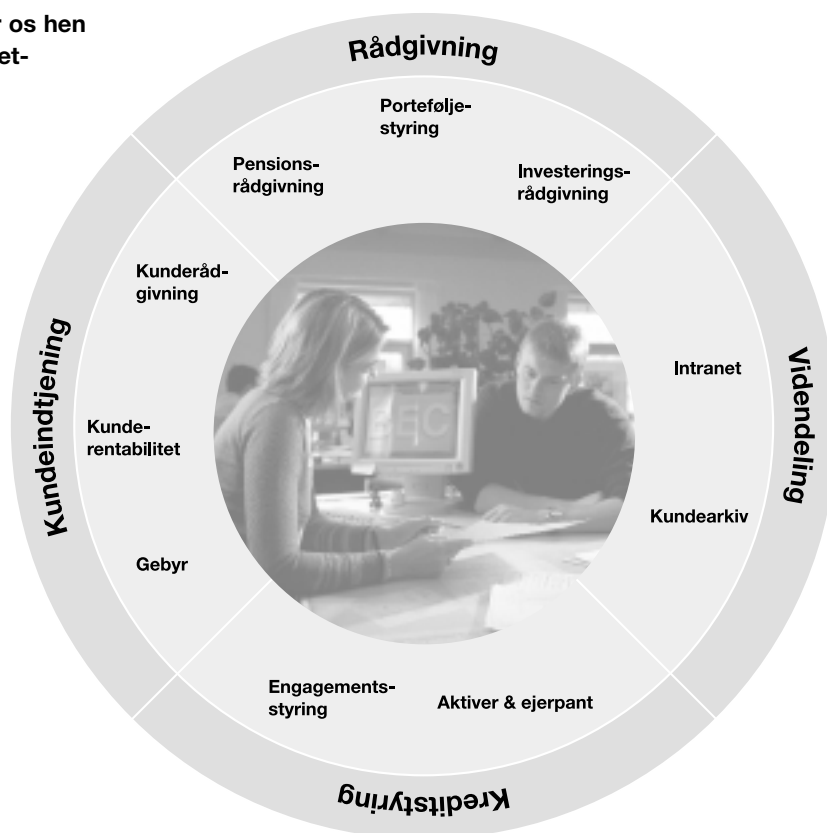 r os hen
et-
Rådgivning
Portefølje-
styring
Pensions-
rådgivning
Investerings-
rådgivning
Kunderåd-
givning
Kundeindtjening
Kunde-
rentabilitet
Gebyr
Intranet
Videndeling
Kundearkiv
BEC
Engagements-
styring
Aktiver & ejerpant
Kreditstyring